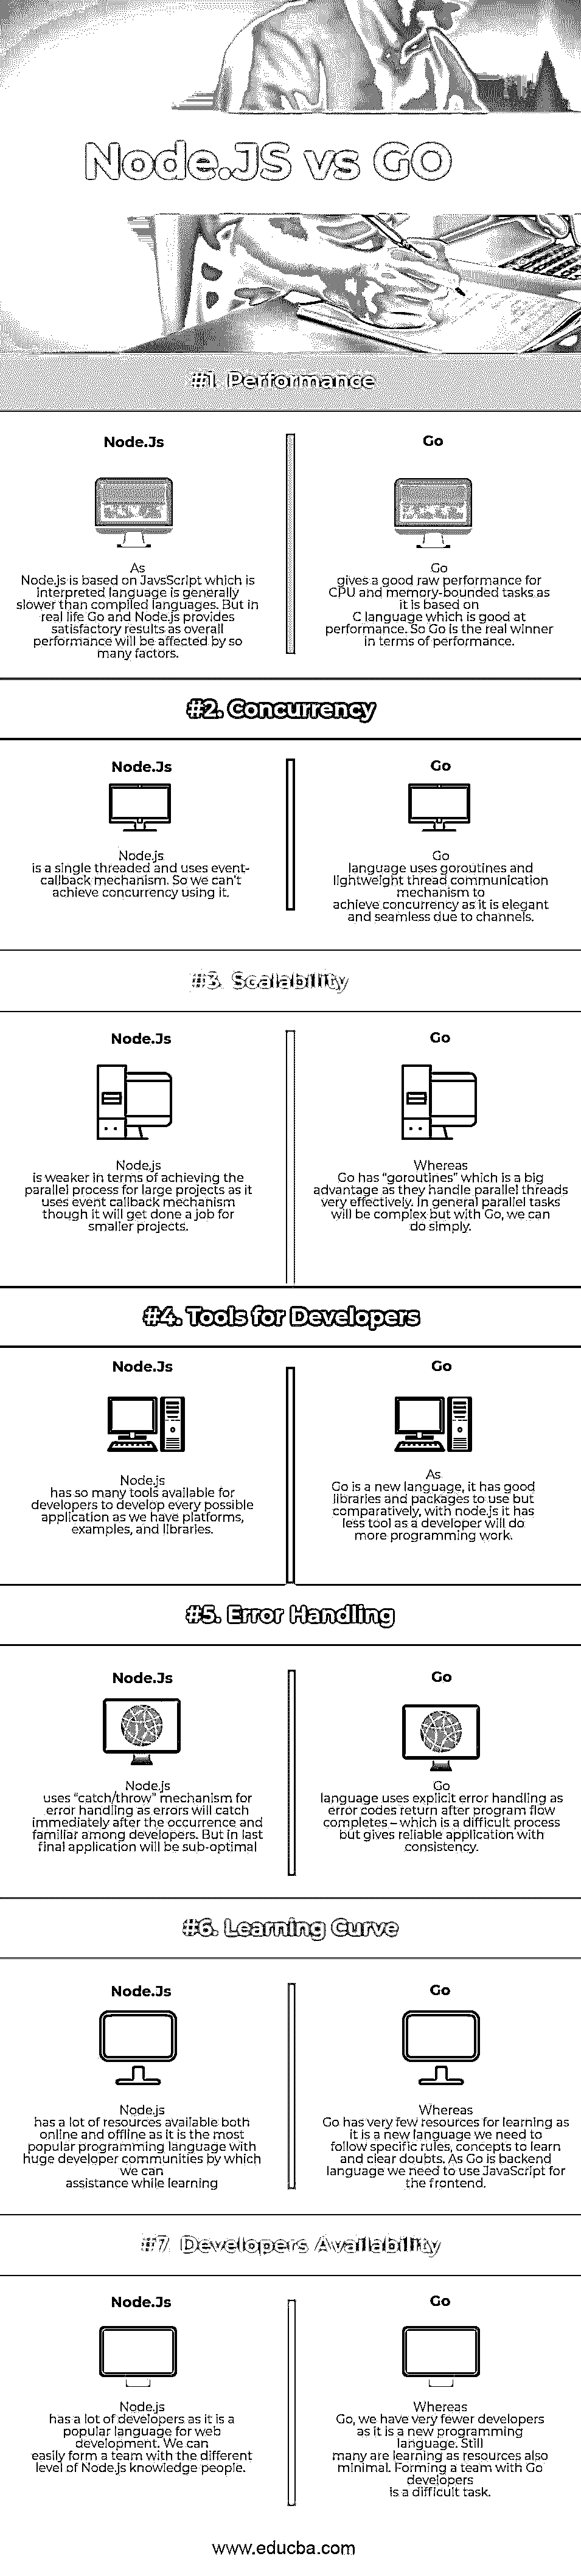 Node.JS vs GO
#1. Performance
Node.Js
As
Node.js is based on JavsScript which is
interpreted language is generally
slower than compiled languages. But in
real life Go and Node.js provides
satisfactory results as overall
performance will be affected by so
many factors.
Go
Go
gives a good raw performance for
CPU and memory-bounded tasks as
it is based on
C language which is good at
performance. So Go is the real winner
in terms of performance.
#2. Concurrency
Node.Js
Node.js
is a single threaded and uses event-
callback mechanism. So we can't
achieve concurrency using it.
Go
Go
language uses goroutines and
lightweight thread communication
mechanism to
achieve concurrency as it is elegant
and seamless due to channels.
#3. Scalability
Node.Js
Node.js
is weaker in terms of achieving the
parallel process for large projects as it
uses event callback mechanism
though it will get done a job for
smaller projects.
Go
Whereas
Go has “goroutines” which is a big
advantage as they handle parallel threads
very effectively. In general parallel tasks
will be complex but with Go, we can
do simply.
#4. Tools for Developers
Node.Js
Node.js
has so many tools available for
developers to develop every possible
application as we have platforms,
examples, and libraries.
Go
As
Go is a new language, it has good
libraries and packages to use but
comparatively, with node.js it has
less tool as a developer will do
more programming work.
#5. Error Handling
Node.Js
Node.js
uses “catch/throw” mechanism for
error handling as errors will catch
immediately after the occurrence and
familiar among developers. But in last
final application will be sub-optimal
Go
Go
language uses explicit error handling as
error codes return after program flow
completes – which is a difficult process
but gives reliable application with
consistency.
#6. Learning Curve
Node.Js
Node.js
has a lot of resources available both
online and offline as it is the most
popular programming language with
huge developer communities by which
we can
assistance while learning
Go
Whereas
Go has very few resources for learning as
it is a new language we need to
follow specific rules, concepts to learn
and clear doubts. As Go is backend
language we need to use JavaScript for
the frontend.
#7. Developers Availability
Node.Js
Node.js
has a lot of developers as it is a
popular language for web
development. We can
easily form a team with the different
level of Node.js knowledge people.
Go
Whereas
Go, we have very fewer developers
as it is a new programming
language. Still
many are learning as resources also
minimal. Forming a team with Go
developers
is a difficult task.
www.educba.com